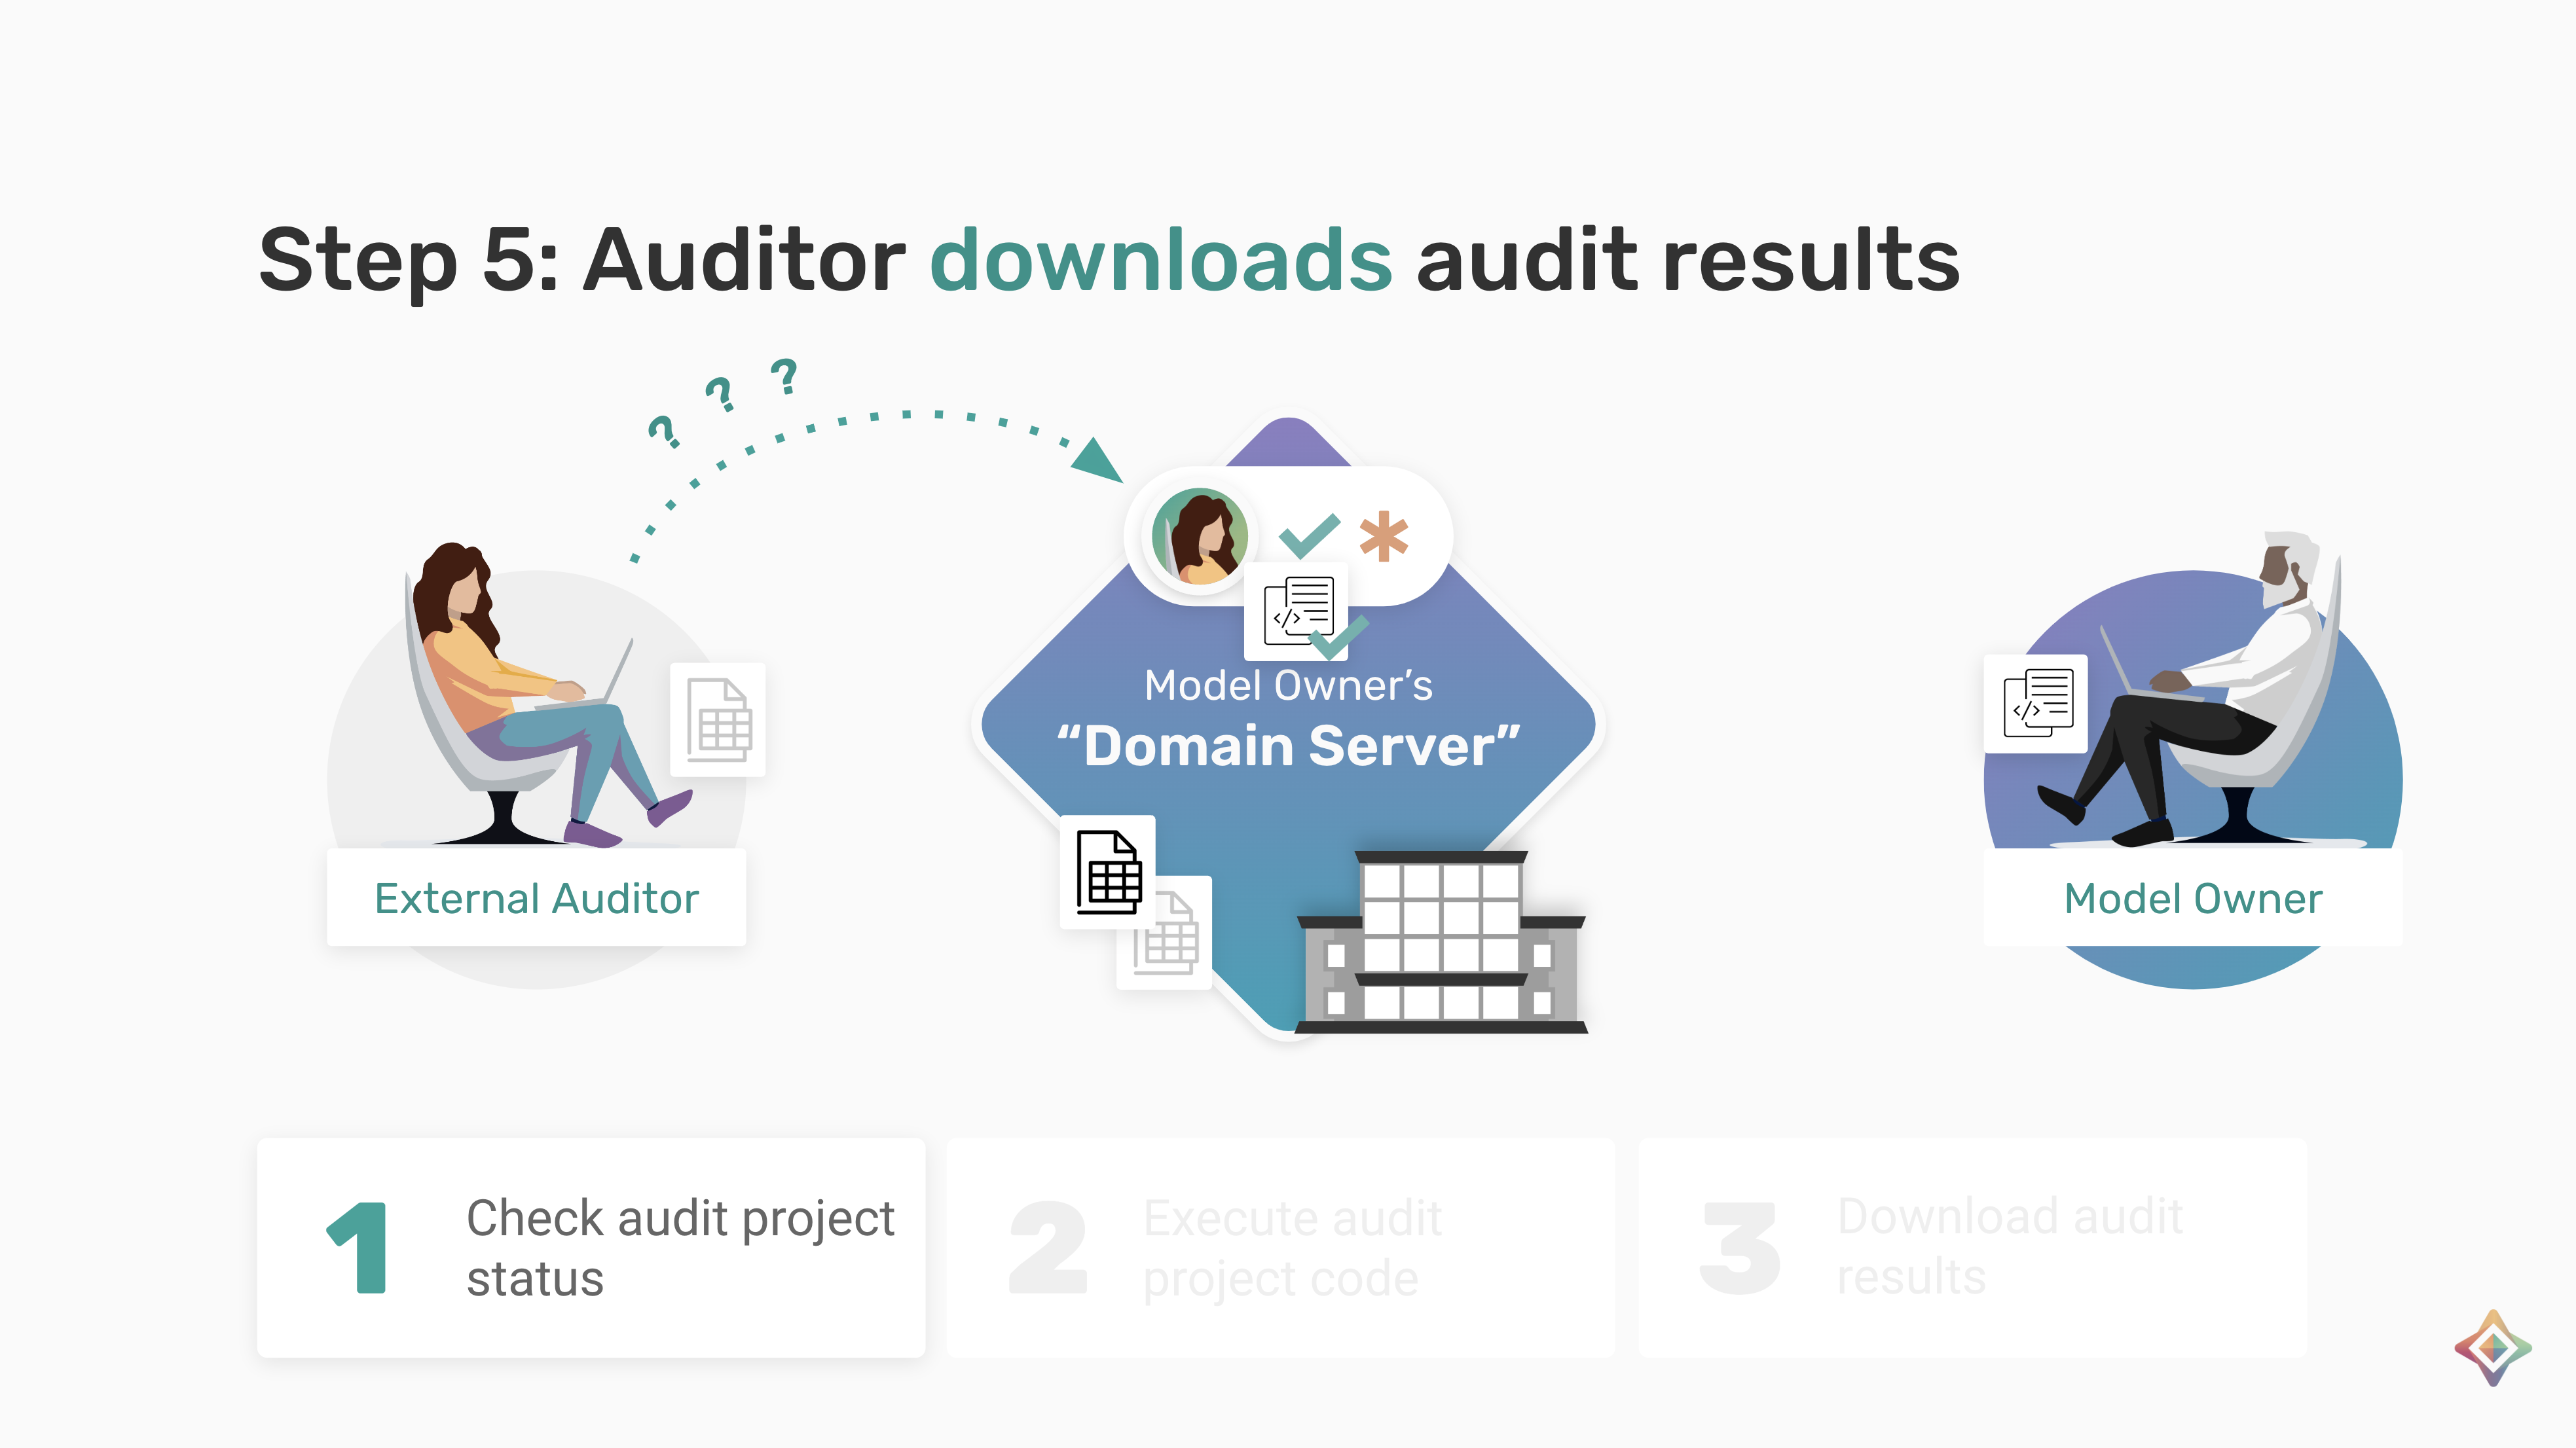 Step 5: Auditor downloads audit results
? ? ?
Model Owner’s
“Domain Server”
External Auditor
Model Owner
1
Check audit project
status
2
Execute audit
project code
3
Download audit
results